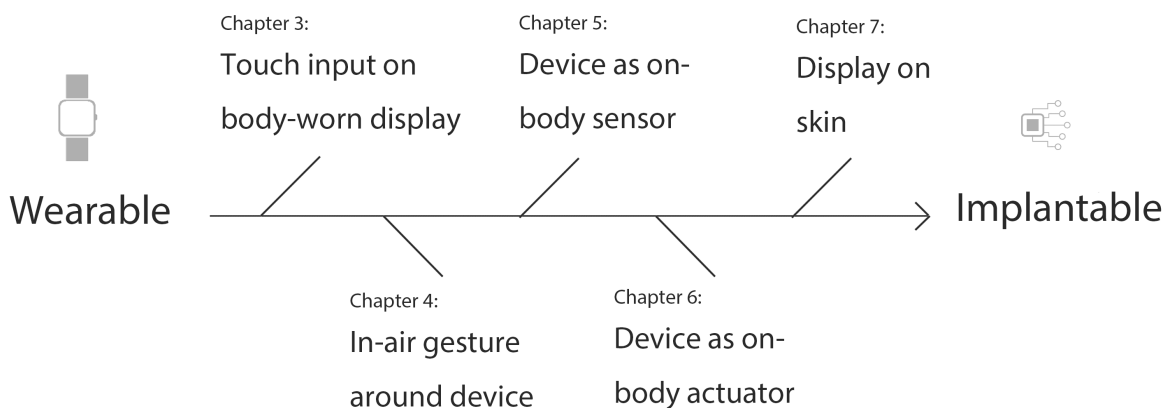 Chapter 3:
Touch input on
body-worn display
Chapter 5:
Device as on-
body sensor
Chapter 7:
Display on
skin
Wearable
Implantable
Chapter 4:
In-air gesture
around device
Chapter 6:
Device as on-
body actuator